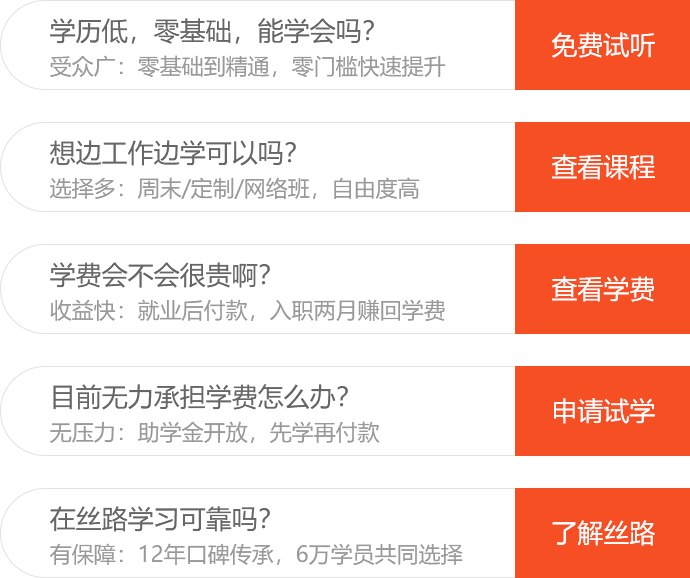 学历低，零基础，能学会吗？
受众广：零基础到精通，零门槛快速提升
免费试听
想边工作边学可以吗？
选择多：周末/定制/网络班，自由度高
查看课程
学费会不会很贵啊？
收益快：就业后付款，入职两月赚回学费
查看学费
目前无力承担学费怎么办？
无压力：助学金开放，先学再付款
申请试学
在丝路学习可靠吗？
有保障：12年口碑传承，6万学员共同选择
了解丝路